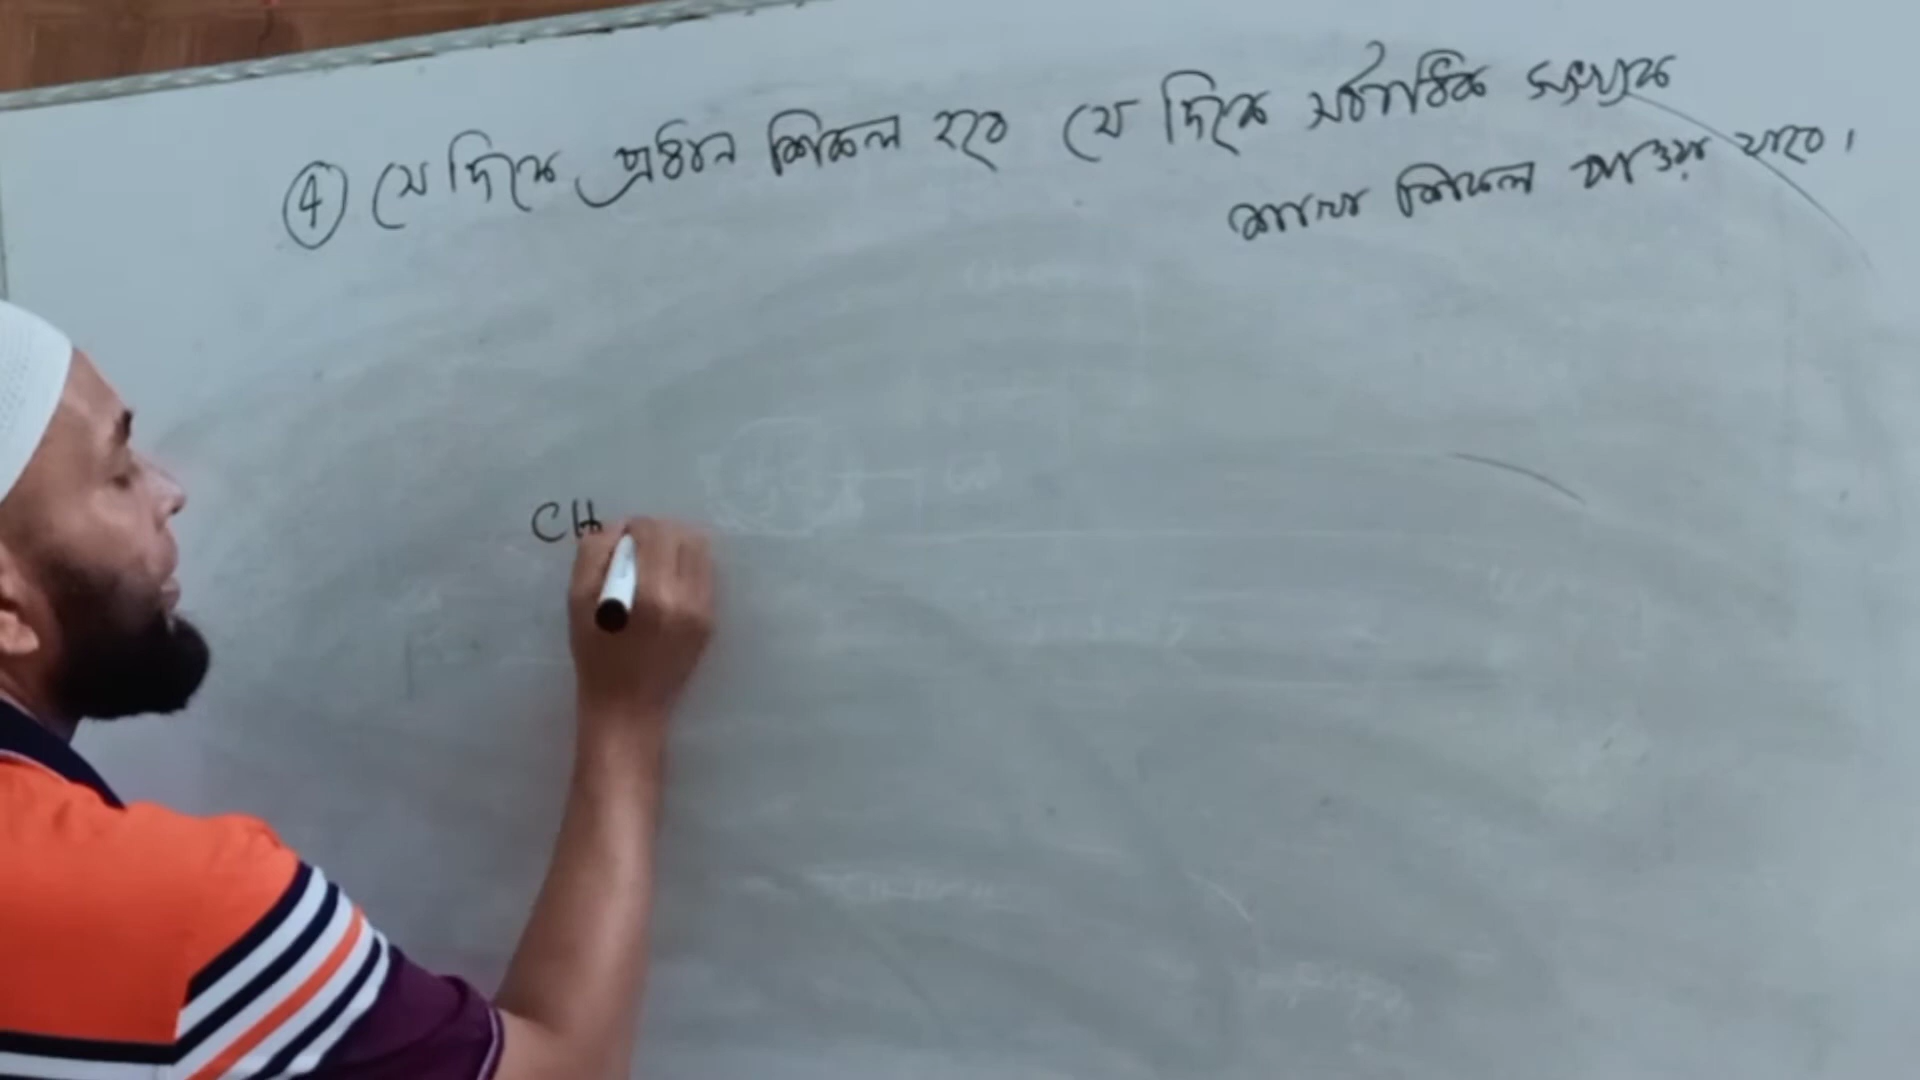 ④ যে দিকে প্রধান শিকল হবে যে দিকে সর্বাধিক সংখ্যক
শাখা শিকল পাওয়া যাবে।
CH